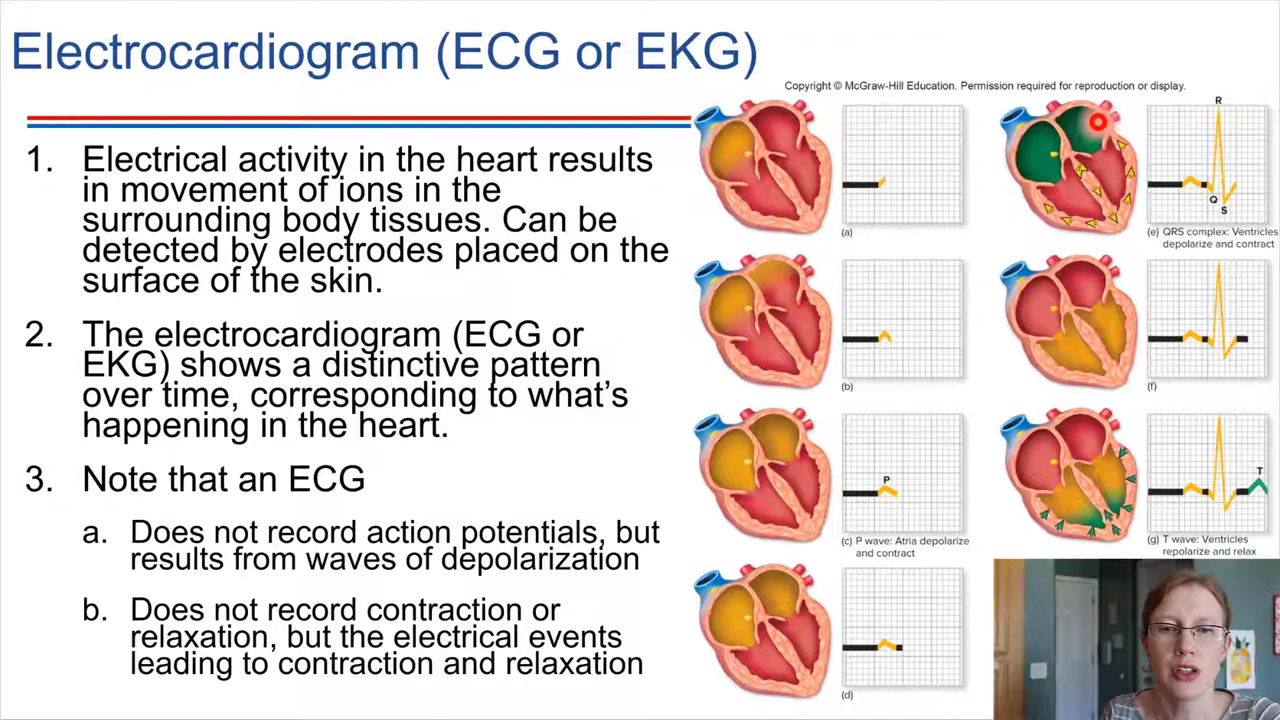 Electrocardiogram (ECG or EKG)
1. Electrical activity in the heart results
in movement of ions in the
surrounding body tissues. Can be
detected by electrodes placed on the
surface of the skin.
2. The electrocardiogram (ECG or
EKG) shows a distinctive pattern
over time, corresponding to what's
happening in the heart.
3. Note that an ECG
a. Does not record action potentials, but
results from waves of depolarization
b. Does not record contraction or
relaxation, but the electrical events
leading to contraction and relaxation
Copyright © McGraw-Hill Education. Permission required for reproduction or display.
(a)
(b)
P
(c) P wave: Atria depolarize
and contract
(d)
R
Q
S
(e) QRS complex: Ventricles
depolarize and contract
(f)
T
(g) T wave: Ventricles
repolarize and relax